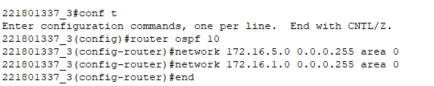 221801337_3#conf t
Enter configuration commands, one per line.  End with CNTL/Z.
221801337_3(config)#router ospf 10
221801337_3(config-router)#network 172.16.5.0 0.0.0.255 area 0
221801337_3(config-router)#network 172.16.1.0 0.0.0.255 area 0
221801337_3(config-router)#end